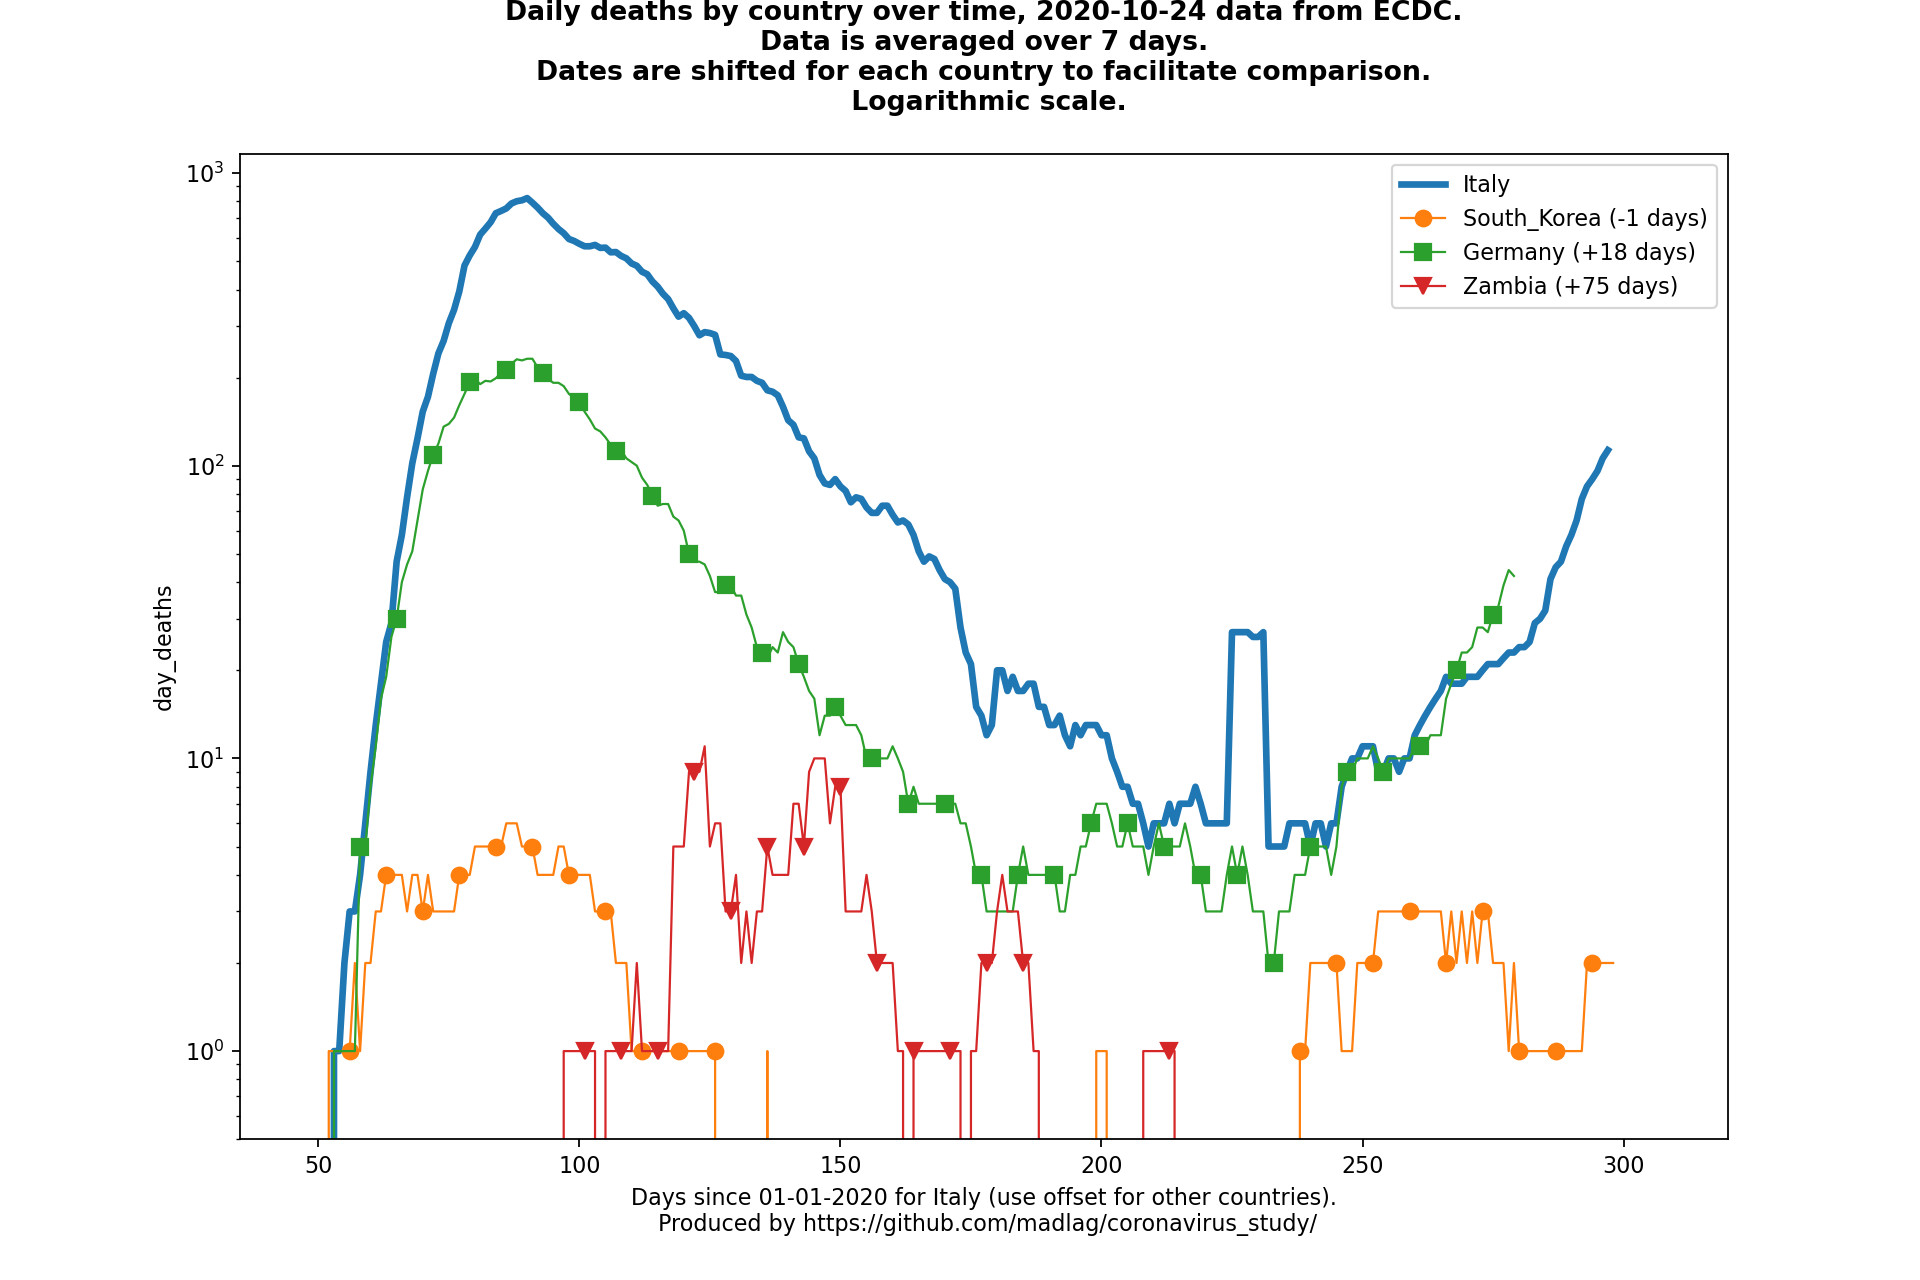 Daily deaths by country over time, 2020-10-24 data from ECDC.
Data is averaged over 7 days.
Dates are shifted for each country to facilitate comparison.
Logarithmic scale.
10³
10²
10¹
10⁰
day_deaths
Italy
South_Korea (-1 days)
Germany (+18 days)
Zambia (+75 days)
50
100
150
200
250
300
Days since 01-01-2020 for Italy (use offset for other countries).
Produced by https://github.com/madlag/coronavirus_study/